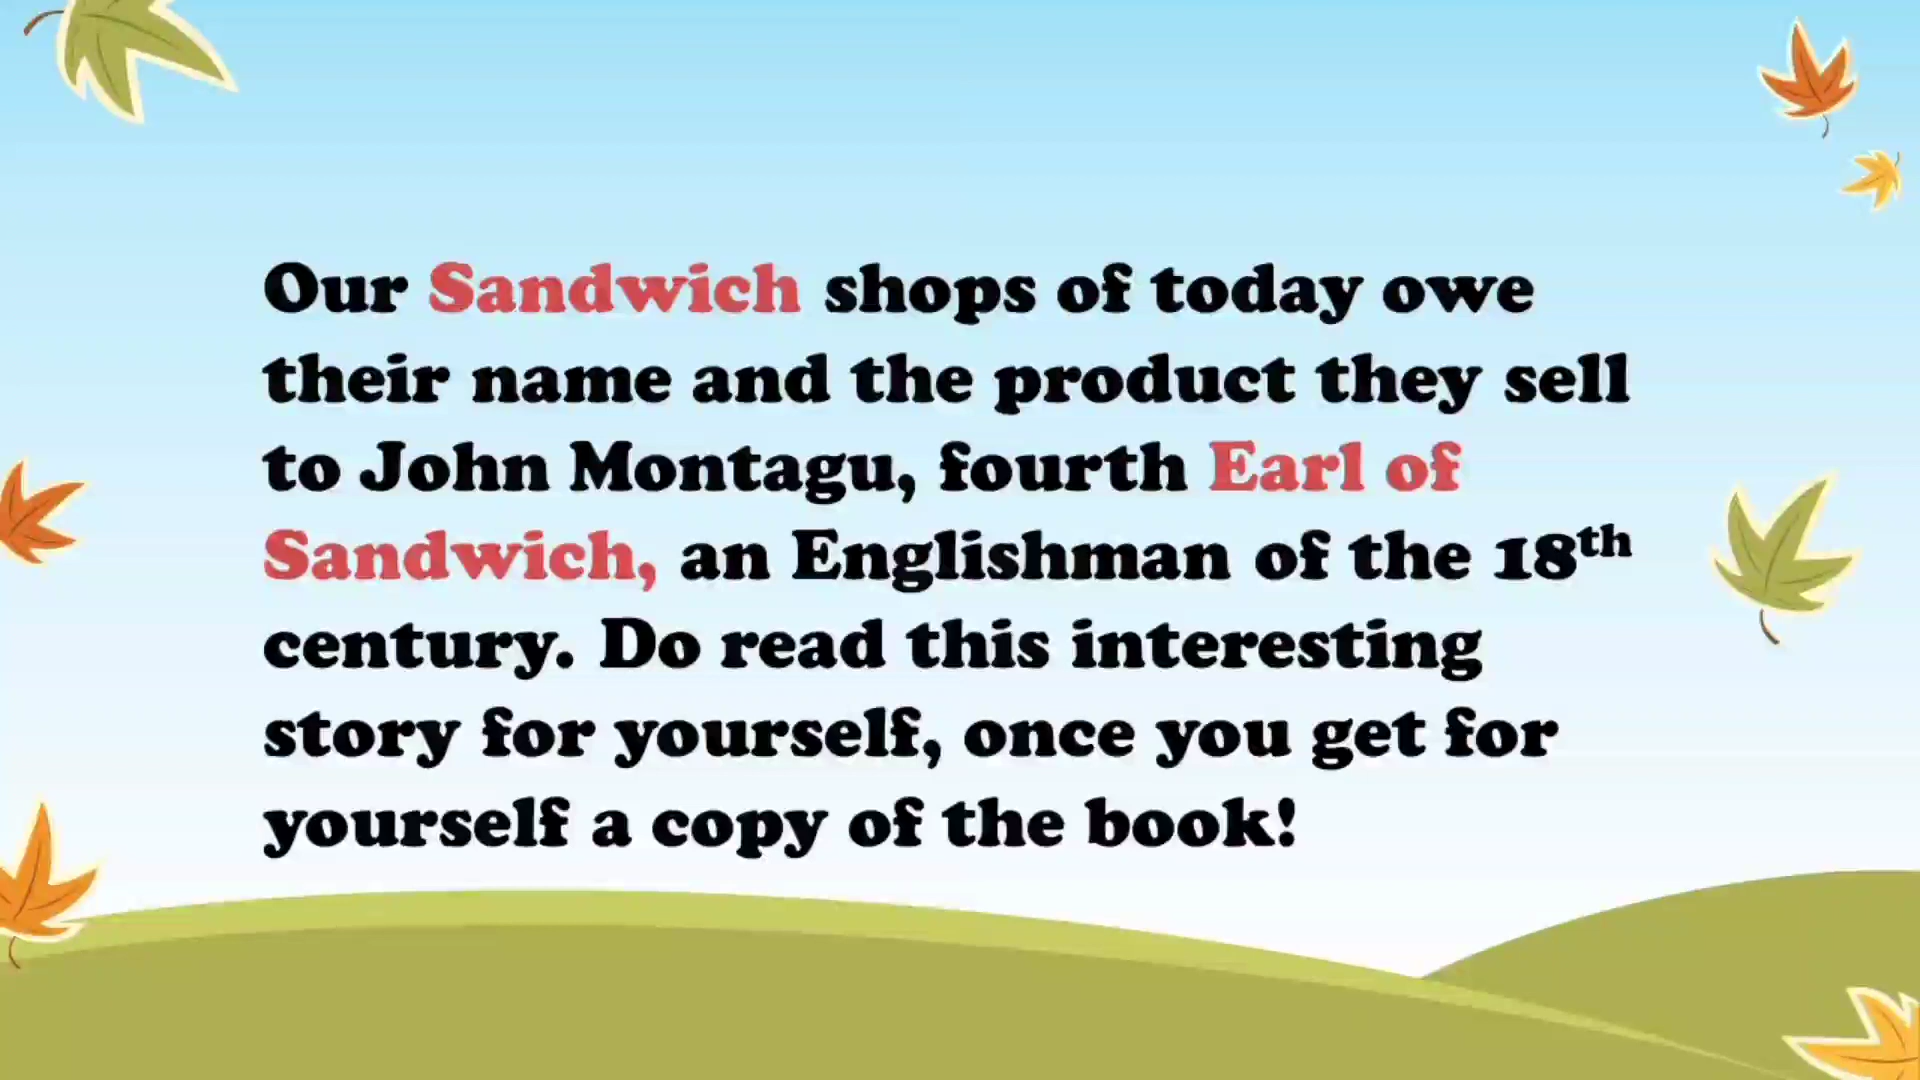 Our Sandwich shops of today owe
their name and the product they sell
to John Montagu, fourth Earl of
Sandwich, an Englishman of the 18th
century. Do read this interesting
story for yourself, once you get for
yourself a copy of the book!